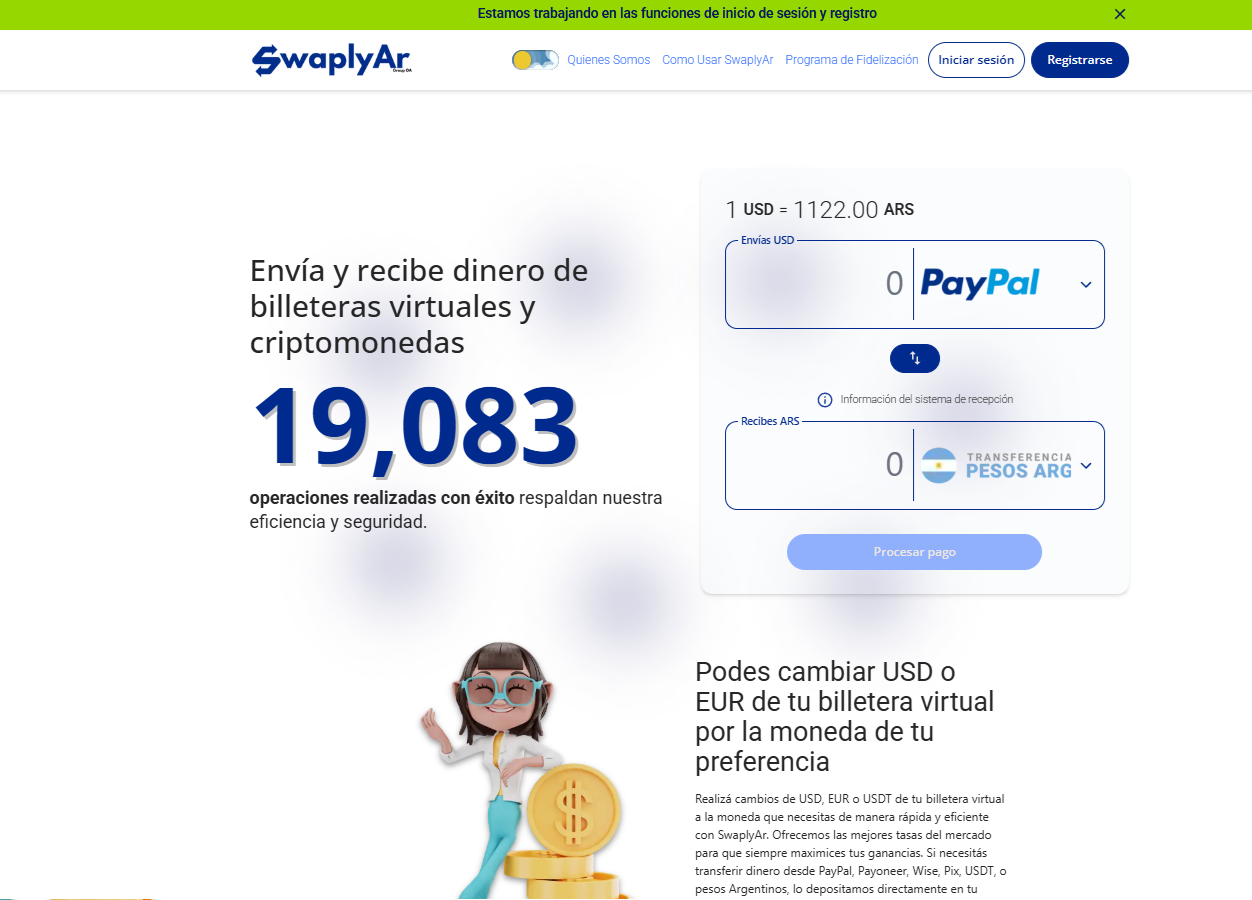 Estamos trabajando en las funciones de inicio de sesión y registro
SwaplyAr
Group OA
Quienes Somos
Como Usar SwaplyAr
Programa de Fidelización
Iniciar sesión
Registrarse
Envía y recibe dinero de
billeteras virtuales y
criptomonedas
19,083
operaciones realizadas con éxito respaldan nuestra
eficiencia y seguridad.
1 USD = 1122.00 ARS
Envías USD
0
PayPal
Información del sistema de recepción
Recibes ARS
0
TRANSFERENCIA
PESOS ARG
Procesar pago
Podes cambiar USD o
EUR de tu billetera virtual
por la moneda de tu
preferencia
Realizá cambios de USD, EUR o USDT de tu billetera virtual
a la moneda que necesitas de manera rápida y eficiente
con SwaplyAr. Ofrecemos las mejores tasas del mercado
para que siempre maximices tus ganancias. Si necesitás
transferir dinero desde PayPal, Payoneer, Wise, Pix, USDT, o
pesos Argentinos, lo depositamos directamente en tu